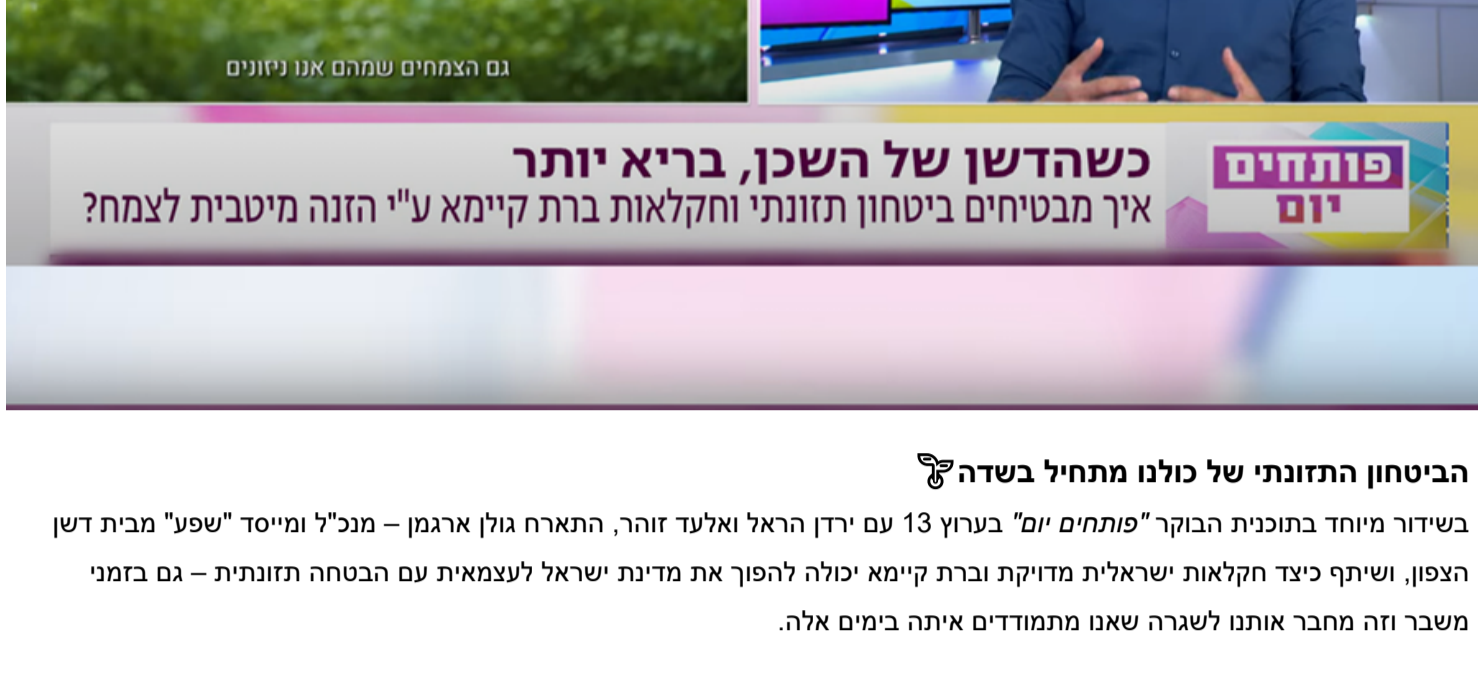 גם הצמחים שמהם אנו ניזונים
כשהדשן של השכן, בריא יותר
איך מבטיחים ביטחון תזונתי וחקלאות ברת קיימא ע"י הזנה מיטבית לצמח?
פותחים
יום
הביטחון התזונתי של כולנו מתחיל בשדה
בשידור מיוחד בתוכנית הבוקר "פותחים יום" בערוץ 13 עם ירדן הראל ואלעד זוהר, התארח גולן ארגמן – מנכ"ל ומייסד "שפע" מבית דשן
הצפון, ושיתף כיצד חקלאות ישראלית מדויקת וברת קיימא יכולה להפוך את מדינת ישראל לעצמאית עם הבטחה תזונתית – גם בזמני
משבר וזה מחבר אותנו לשגרה שאנו מתמודדים איתה בימים אלה.